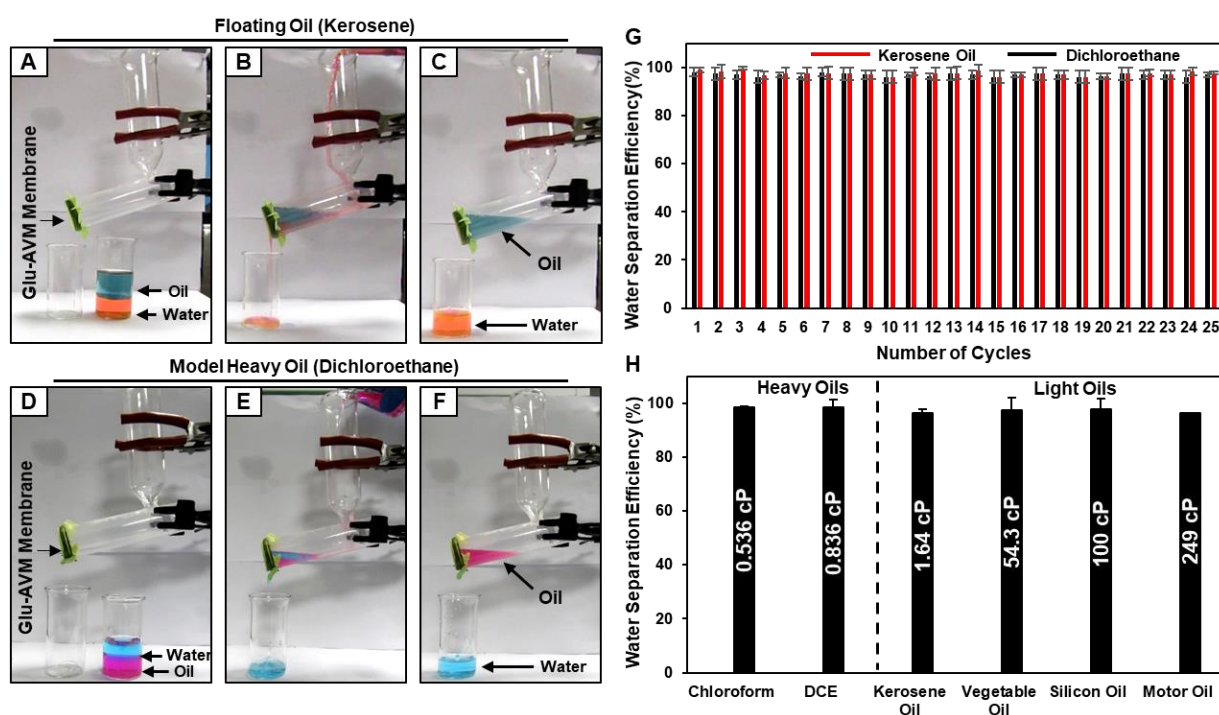 Floating Oil (Kerosene)
A
B
C
Glu-AVM Membrane
Oil
Water
Oil
Water
Model Heavy Oil (Dichloroethane)
D
E
F
Glu-AVM Membrane
Water
Oil
Oil
Water
G
Kerosene Oil
Dichloroethane
Water Separation Efficiency(%)
100
80
60
40
20
0
1 2 3 4 5 6 7 8 9 10 11 12 13 14 15 16 17 18 19 20 21 22 23 24 25
Number of Cycles
H
Heavy Oils
Light Oils
Water Separation Efficiency (%)
100
80
60
40
20
0
0.536 cP
0.836 cP
1.64 cP
54.3 cP
100 cP
249 cP
Chloroform
DCE
Kerosene
Oil
Vegetable
Oil
Silicon Oil
Motor Oil